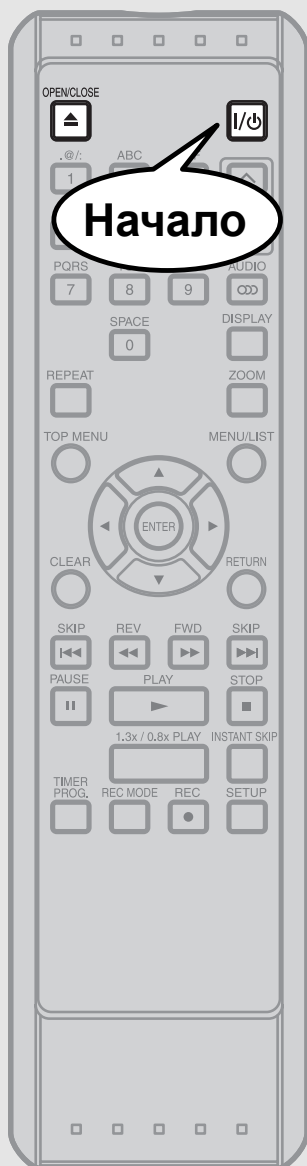 OPEN/CLOSE
I/⏻
.@/: ABC
1
Начало
PQRS AUDIO
7 8 9
SPACE DISPLAY
0
REPEAT ZOOM
TOP MENU MENU/LIST
ENTER
CLEAR RETURN
SKIP REV FWD SKIP
PAUSE PLAY STOP
1.3x / 0.8x PLAY INSTANT SKIP
TIMER
PROG. REC MODE REC SETUP